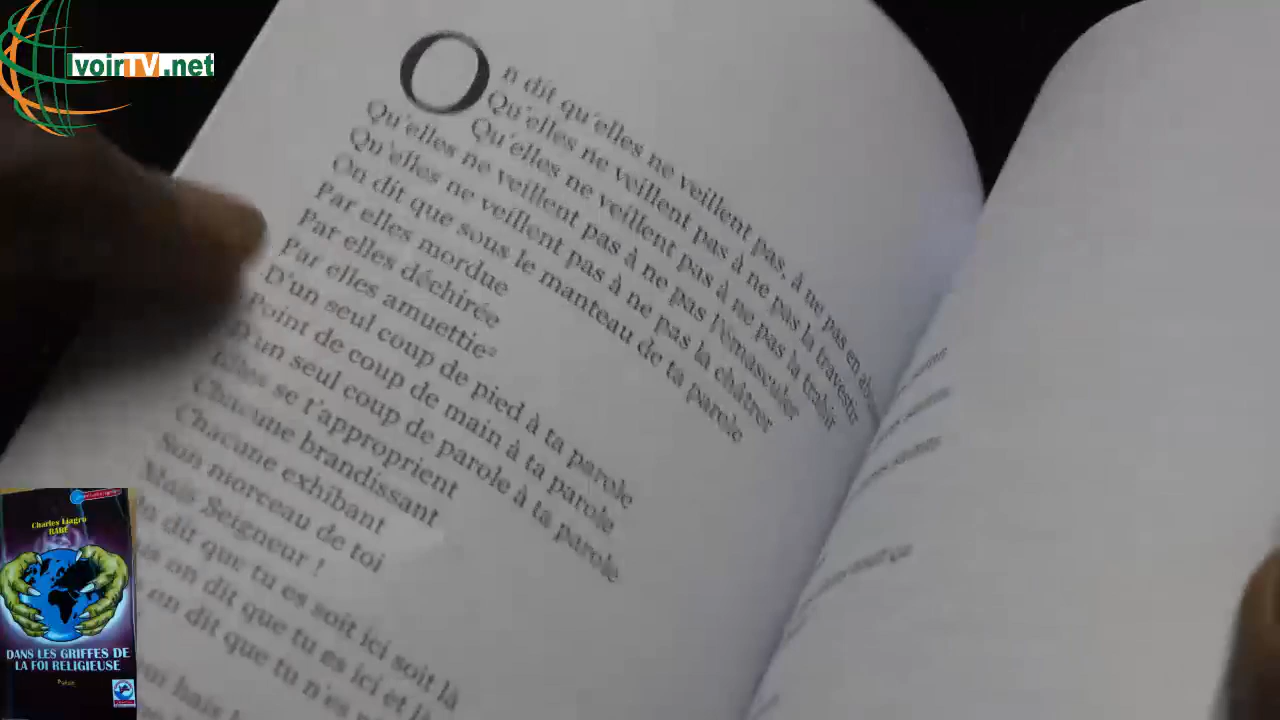 IvoirTV.net
On dit qu'elles ne veillent pas, à ne pas en
Qu'elles ne veillent pas à ne pas la travestir
Qu'elles ne veillent pas à ne pas la trahir
Qu'elles ne veillent pas à ne pas l'émasculer
Qu'elles ne veillent pas à ne pas la châtrer
On dit que sous le manteau de ta parole
Par elles mordue
Par elles déchirée
Par elles amuettie²
D'un seul coup de pied à ta parole
Point de coup de main à ta parole
D'un seul coup de parole à ta parole
Elles se t'approprient
Chacune brandissant
Chacune exhibant
Son morceau de toi
Mais Seigneur !
dit que tu es soit ici soit là
on dit que tu es ici et là
on dit que tu n'es
Charles Liagro
RABÉ
DANS LES GRIFFES DE
LA FOI RELIGIEUSE